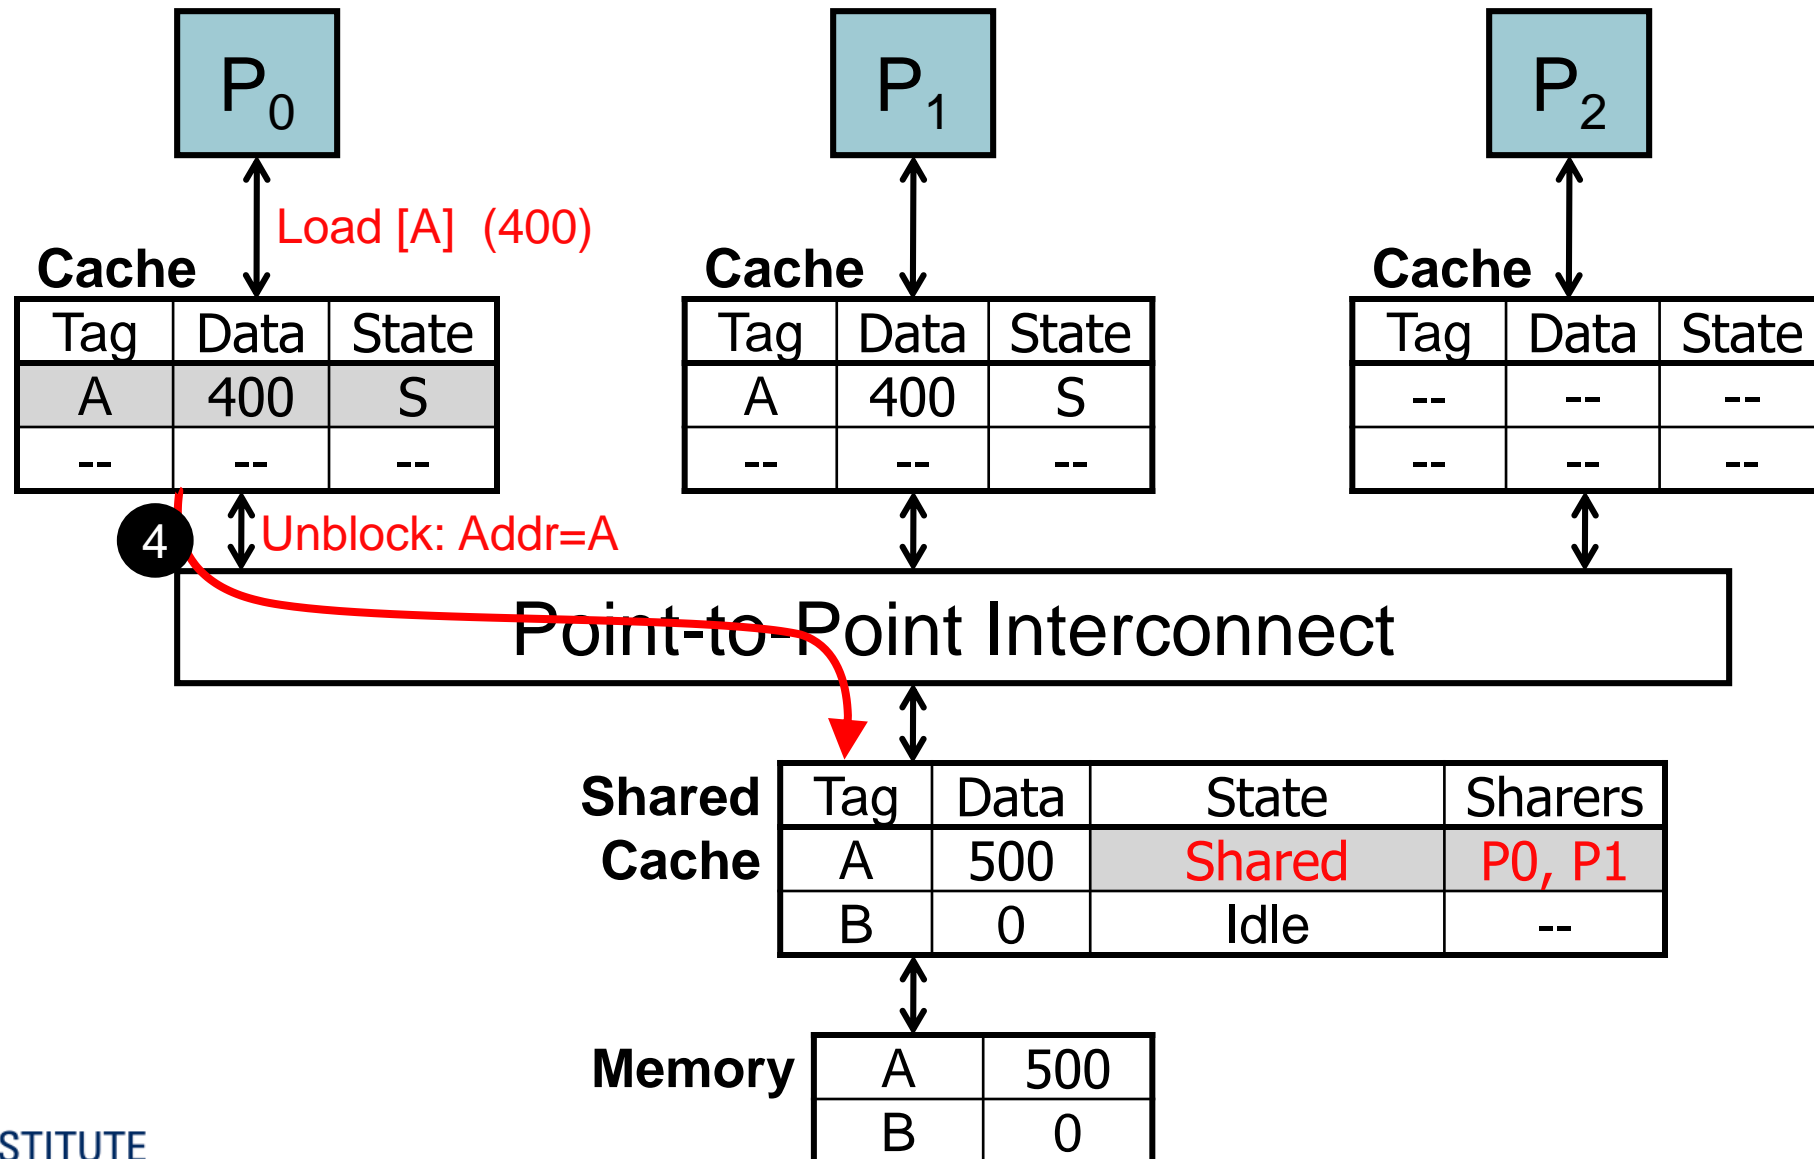 P0 P1 P2
Load [A] (400)
Cache Cache Cache
Tag Data State Tag Data State Tag Data State
A 400 S A 400 S -- -- --
-- -- -- -- -- -- -- -- --
4 Unblock: Addr=A
Point-to-Point Interconnect
Shared Tag Data State Sharers
Cache A 500 Shared P0, P1
B 0 Idle --
Memory A 500
B 0
STITUTE